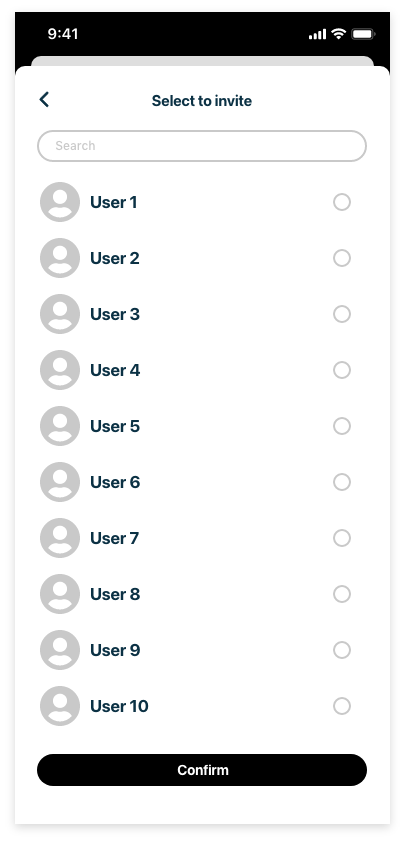 9:41
Select to invite
Search
User 1
User 2
User 3
User 4
User 5
User 6
User 7
User 8
User 9
User 10
Confirm